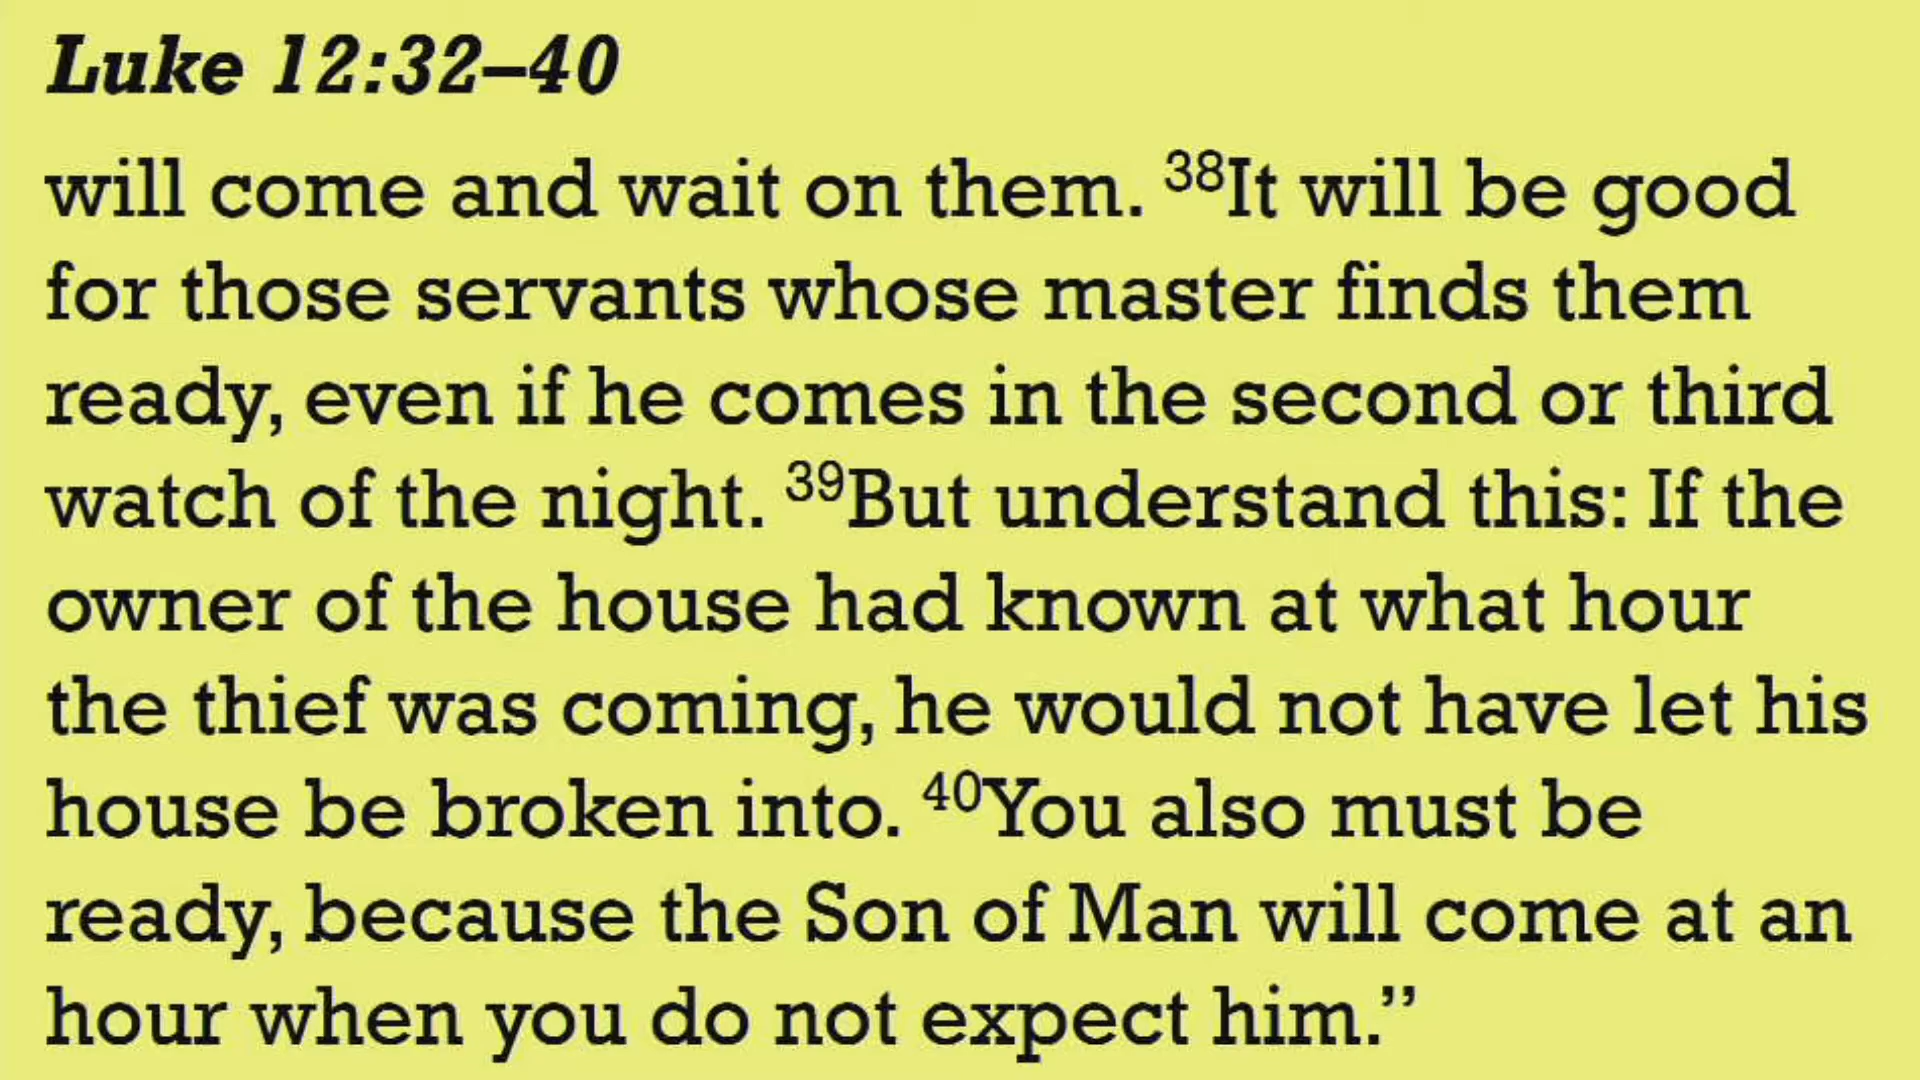 Luke 12:32–40
will come and wait on them. 38It will be good
for those servants whose master finds them
ready, even if he comes in the second or third
watch of the night. 39But understand this: If the
owner of the house had known at what hour
the thief was coming, he would not have let his
house be broken into. 40You also must be
ready, because the Son of Man will come at an
hour when you do not expect him.”